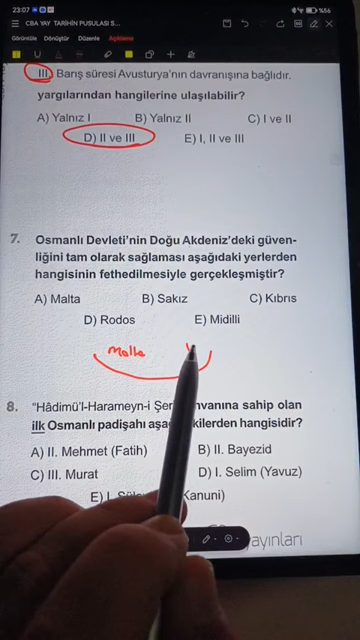 23:07
%56
CBA YAY TARİHİN PUSULASI S...
Görüntüle Dönüştür Düzenle Açıklama
III. Barış süresi Avusturya'nın davranışına bağlıdır.
yargılarından hangilerine ulaşılabilir?
A) Yalnız I B) Yalnız II C) I ve II
D) II ve III E) I, II ve III
7. Osmanlı Devleti'nin Doğu Akdeniz'deki güven-
liğini tam olarak sağlaması aşağıdaki yerlerden
hangisinin fethedilmesiyle gerçekleşmiştir?
A) Malta B) Sakız C) Kıbrıs
D) Rodos E) Midilli
Malta
8. "Hâdimü'l-Harameyn-i Şer vanına sahip olan
ilk Osmanlı padişahı aşa kilerden hangisidir?
A) II. Mehmet (Fatih) B) II. Bayezid
C) III. Murat D) I. Selim (Yavuz)
E) I. Sül Kanuni)
ayınları